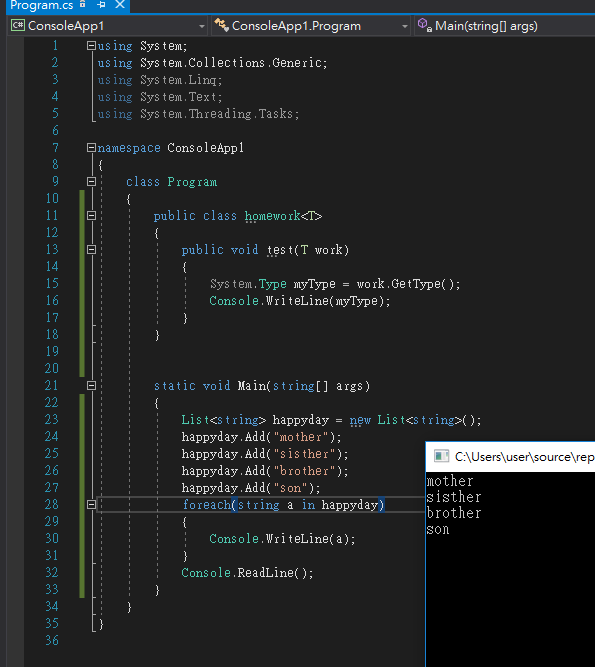 Program.cs
C# ConsoleApp1 ConsoleApp1.Program Main(string[] args)
1 using System;
2 using System.Collections.Generic;
3 using System.Linq;
4 using System.Text;
5 using System.Threading.Tasks;
6
7 namespace ConsoleApp1
8 {
9 class Program
10 {
11 public class homework<T>
12 {
13 public void test(T work)
14 {
15 System.Type myType = work.GetType();
16 Console.WriteLine(myType);
17 }
18 }
19
20
21 static void Main(string[] args)
22 {
23 List<string> happyday = new List<string>();
24 happyday.Add("mother");
25 happyday.Add("sisther");
26 happyday.Add("brother");
27 happyday.Add("son");
28 foreach(string a in happyday)
29 {
30 Console.WriteLine(a);
31 }
32 Console.ReadLine();
33 }
34 }
35 }
36
C:\Users\user\source\rep
mother
sisther
brother
son